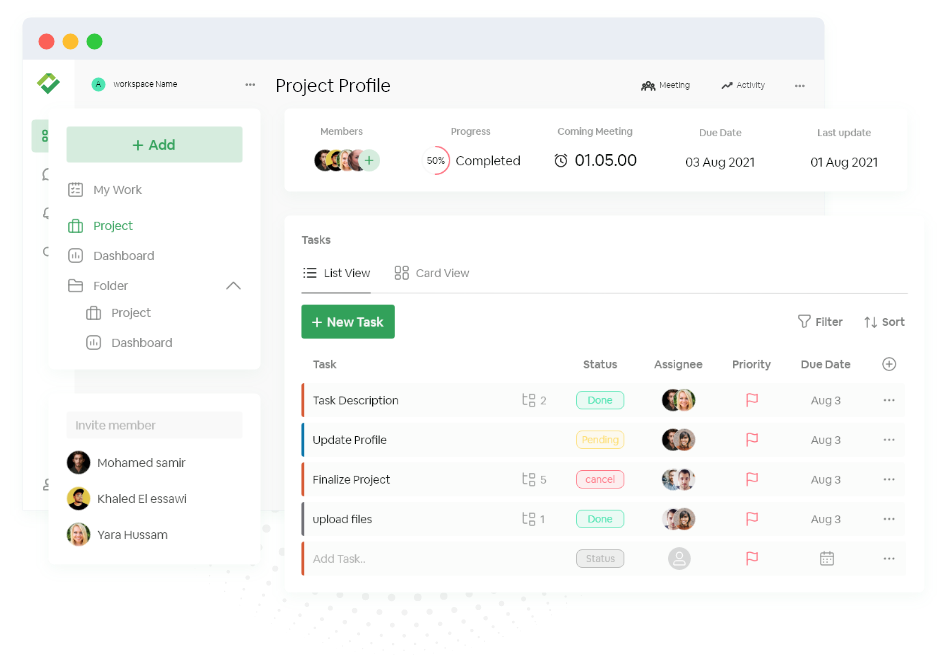 A workspace Name ...
Project Profile
Meeting
Activity
...
+ Add
My Work
Project
Dashboard
Folder
Project
Dashboard
Invite member
Mohamed samir
Khaled El essawi
Yara Hussam
Members Progress Coming Meeting Due Date Last update
+ 50% Completed 01.05.00 03 Aug 2021 01 Aug 2021
Tasks
List View Card View
+ New Task Filter Sort
Task Status Assignee Priority Due Date
Task Description 2 Done Aug 3 ...
Update Profile Pending Aug 3 ...
Finalize Project 5 cancel Aug 3 ...
upload files 1 Done Aug 3 ...
Add Task.. Status ...